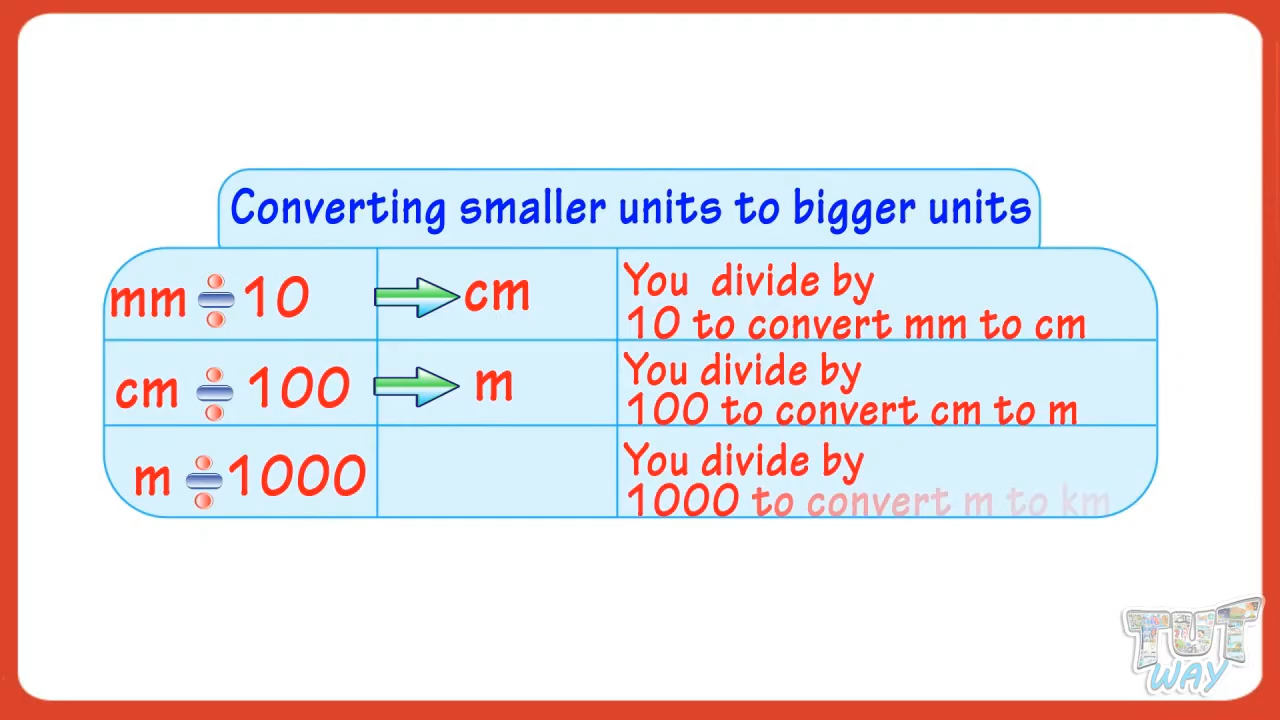 Converting smaller units to bigger units
mm ÷ 10 → cm
You divide by
10 to convert mm to cm
cm ÷ 100 → m
You divide by
100 to convert cm to m
m ÷ 1000
You divide by
1000 to convert m to km
TUT
WAY